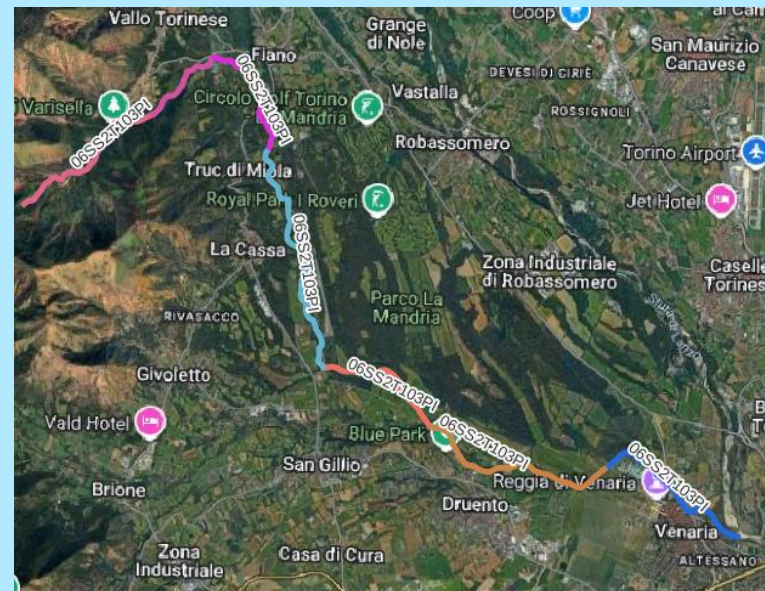 Vallo Torinese
Grange
di Nole
Coop
Fiano
San Maurizio
Canavese
DEVESI DI CIRIÈ
Varisella
06SS2T103PI
06SS2T103PI
Circolo Golf Torino
Mandria
Vastalla
ROSSIGNOLI
Robassomero
Torino Airport
Truc di Miola
Royal Park I Roveri
Jet Hotel
La Cassa
06SS2T103PI
Zona Industriale
di Robassomero
Caselle
Torinese
Parco La
Mandria
Stura di Lanzo
RIVASACCO
Givoletto
06SS2T103PI
Vald Hotel
06SS2T103PI
Blue Park
06SS2T103PI
San Gillio
Reggia di Venaria
Brione
Druento
Venaria
Zona
Industriale
Casa di Cura
ALTESSANO